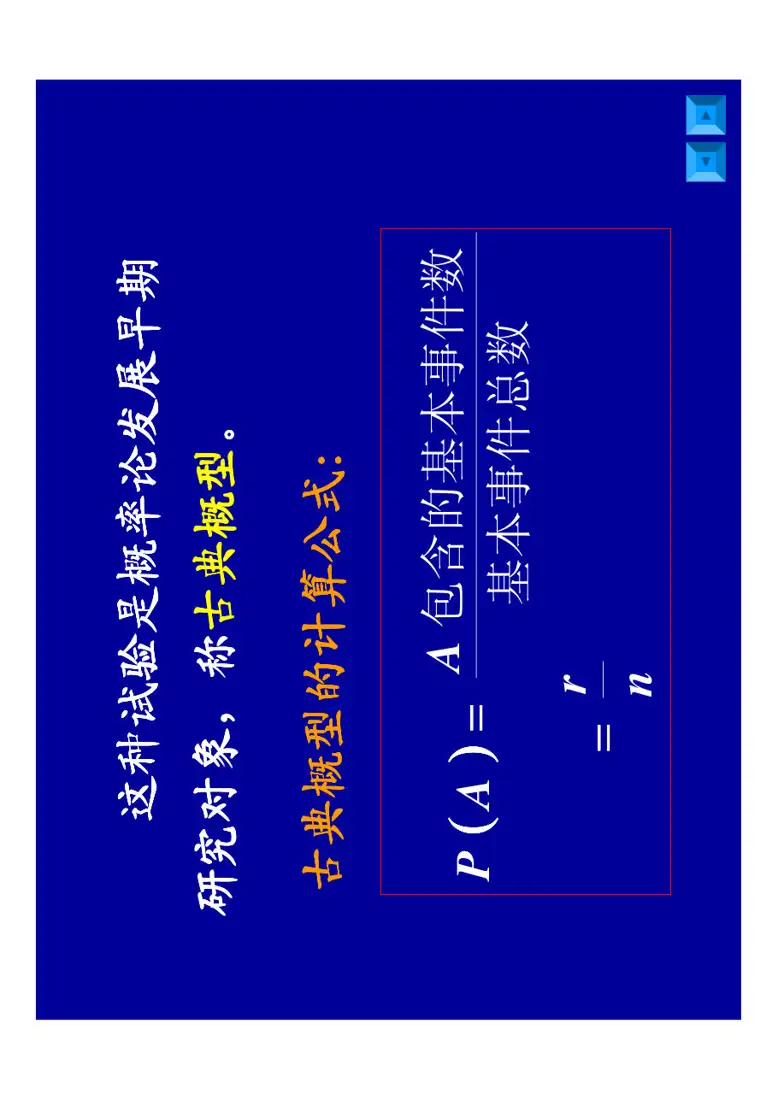 这种试验是概率论发展早期
研究对象，称古典概型。
古典概型的计算公式：
P(A) = A包含的基本事件数 / 基本事件总数
= r / n